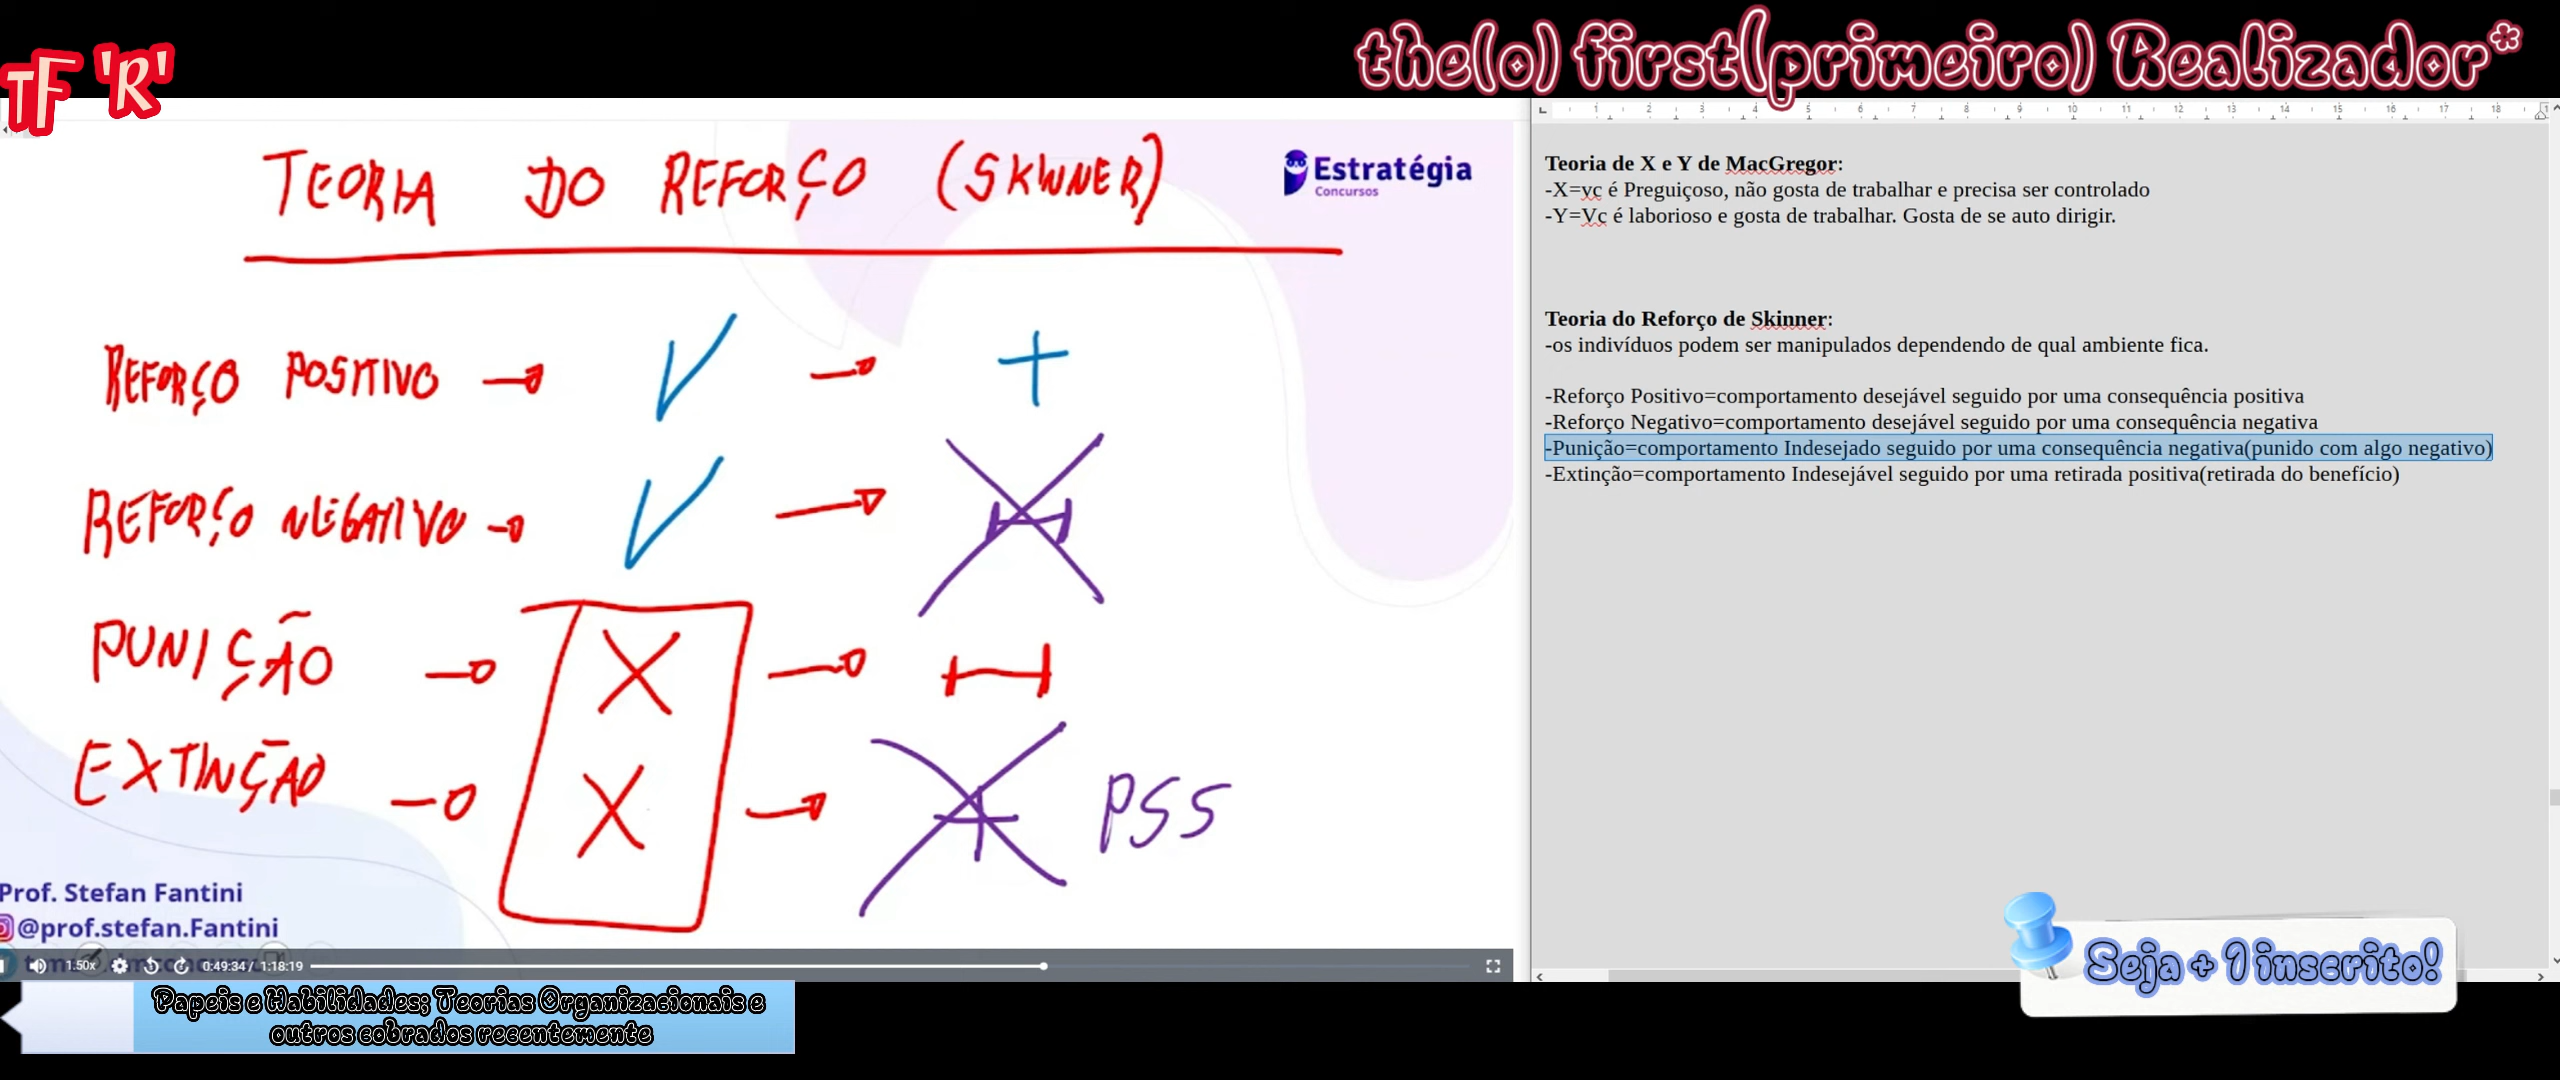 TF 'R'
the(o) first(primeiro) Realizador*
TEORIA DO REFORÇO (SKINNER)
Estratégia
Concursos
REFORÇO POSITIVO
REFORÇO NEGATIVO
PUNIÇÃO
EXTINÇÃO
PSS
Prof. Stefan Fantini
@prof.stefan.Fantini
1.50x
0:49:34 / 1:18:19
Teoria de X e Y de MacGregor:
-X=vc é Preguiçoso, não gosta de trabalhar e precisa ser controlado
-Y=Vc é laborioso e gosta de trabalhar. Gosta de se auto dirigir.
Teoria do Reforço de Skinner:
-os indivíduos podem ser manipulados dependendo de qual ambiente fica.
-Reforço Positivo=comportamento desejável seguido por uma consequência positiva
-Reforço Negativo=comportamento desejável seguido por uma consequência negativa
-Punição=comportamento Indesejado seguido por uma consequência negativa(punido com algo negativo)
-Extinção=comportamento Indesejável seguido por uma retirada positiva(retirada do benefício)
Seja + 1 inscrito!
Papeis e Habilidades; Teorias Organizacionais e
outros cobrados recentemente